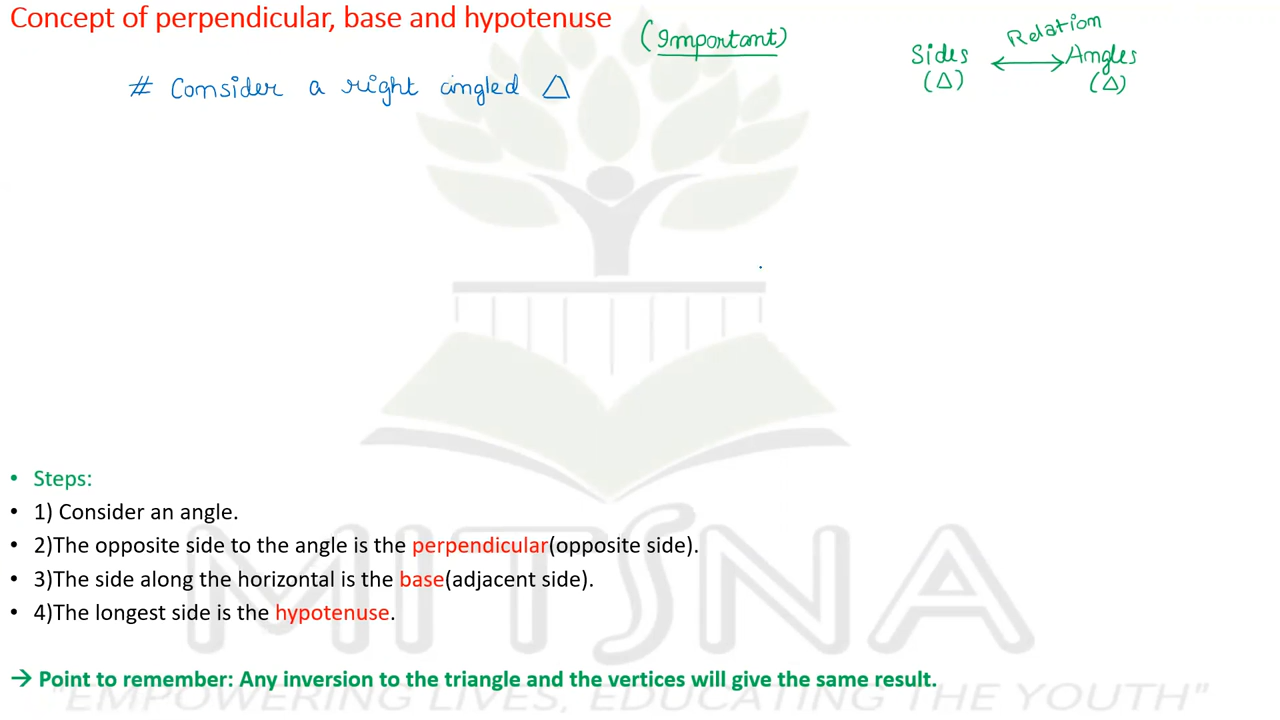 Concept of perpendicular, base and hypotenuse
(Important)
Relation
Sides Angles
(Δ) (Δ)
# Consider a right angled Δ
• Steps:
• 1) Consider an angle.
• 2)The opposite side to the angle is the perpendicular(opposite side).
• 3)The side along the horizontal is the base(adjacent side).
• 4)The longest side is the hypotenuse.
MITSNA
→ Point to remember: Any inversion to the triangle and the vertices will give the same result.
"EMPOWERING LIVES, EDUCATING THE YOUTH"